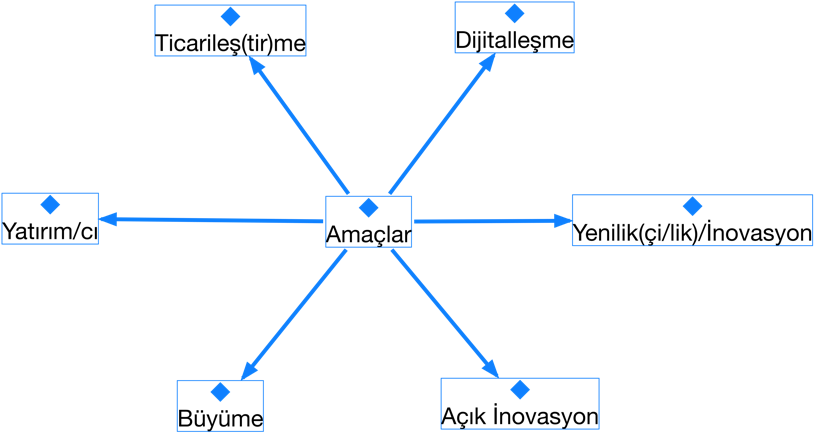 Ticarileş(tir)me
Dijitalleşme
Yatırım/cı
Amaçlar
Yenilik(çi/lik)/İnovasyon
Büyüme
Açık İnovasyon